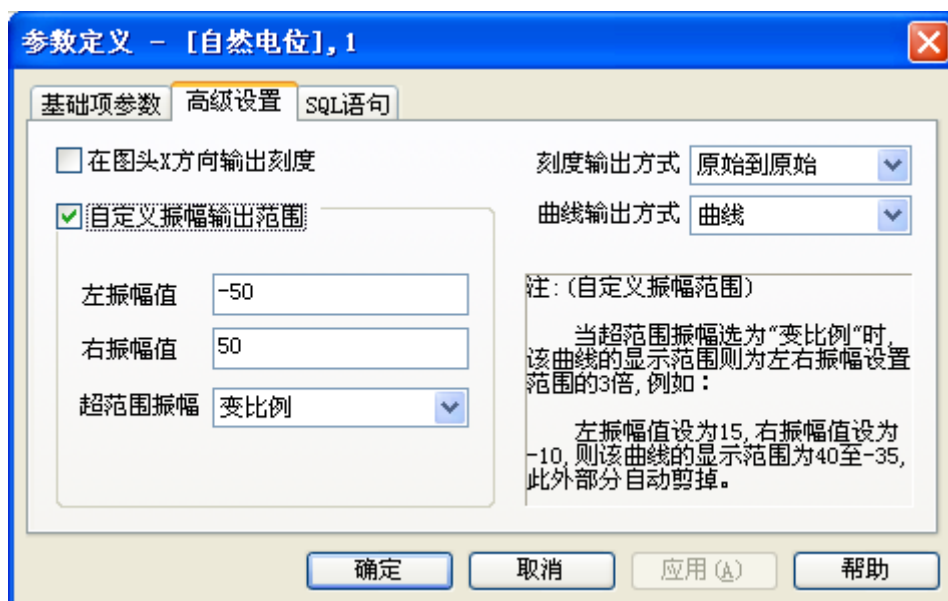 参数定义 - [自然电位],1
基础项参数 高级设置 SQL语句
在图头X方向输出刻度
刻度输出方式 原始到原始
自定义振幅输出范围
曲线输出方式 曲线
左振幅值 -50
右振幅值 50
超范围振幅 变比例
注:(自定义振幅范围)
当超范围振幅选为"变比例"时,
该曲线的显示范围则为左右振幅设置
范围的3倍,例如：
左振幅值设为15,右振幅值设为
-10,则该曲线的显示范围为40至-35,
此外部分自动剪掉。
确定 取消 应用(A) 帮助